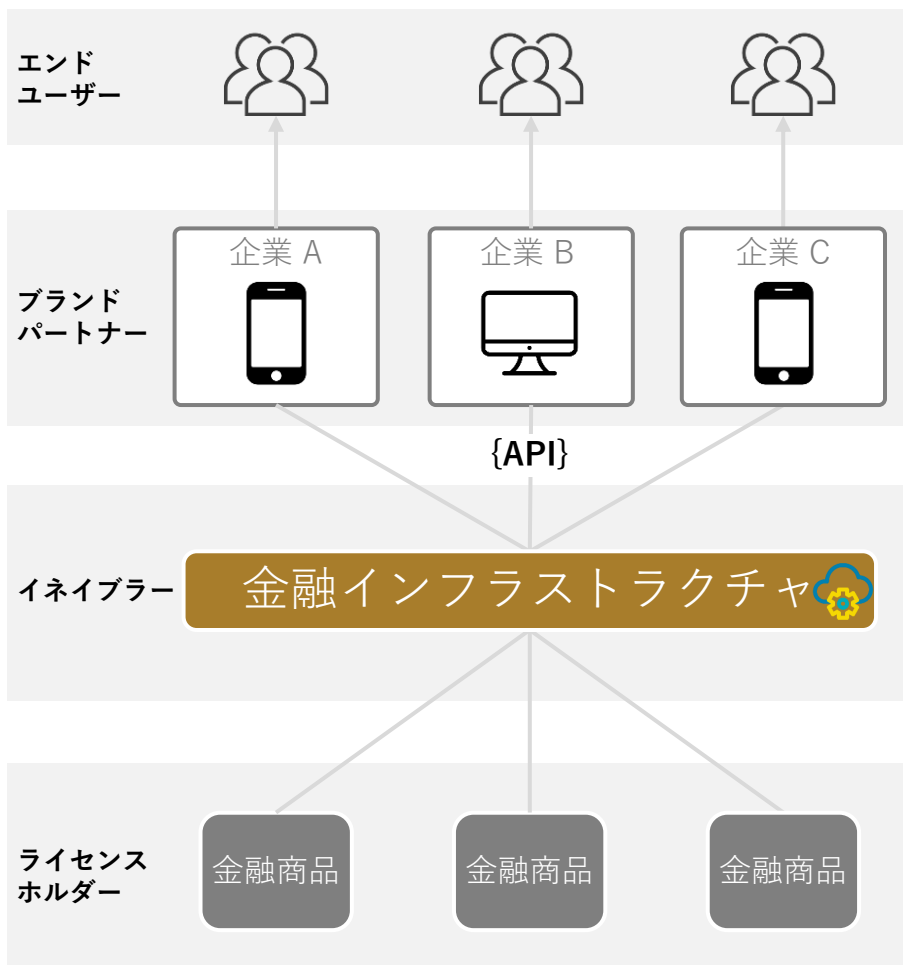 エンド
ユーザー
企業 A
企業 B
企業 C
ブランド
パートナー
{API}
イネイブラー
金融インフラストラクチャ
ライセンス
ホルダー
金融商品
金融商品
金融商品